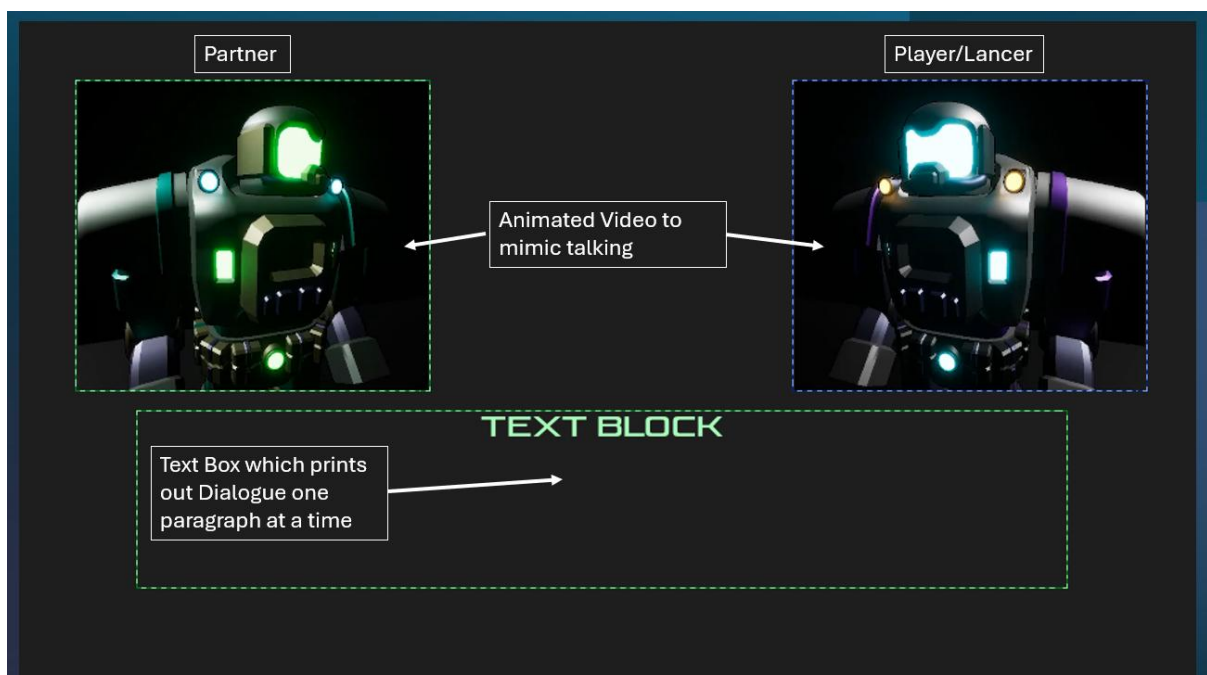 Partner
Player/Lancer
Animated Video to
mimic talking
TEXT BLOCK
Text Box which prints
out Dialogue one
paragraph at a time